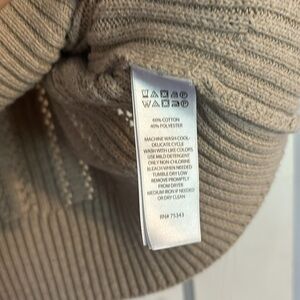 60% COTTON
40% POLYESTER
MACHINE WASH COOL-
DELICATE CYCLE
WASH WITH LIKE COLORS
USE MILD DETERGENT
ONLY NON CHLORINE
BLEACH WHEN NEEDED
TUMBLE DRY LOW
REMOVE PROMPTLY
FROM DRYER
MEDIUM IRON IF NEEDED
OR DRY CLEAN
RN# 75343